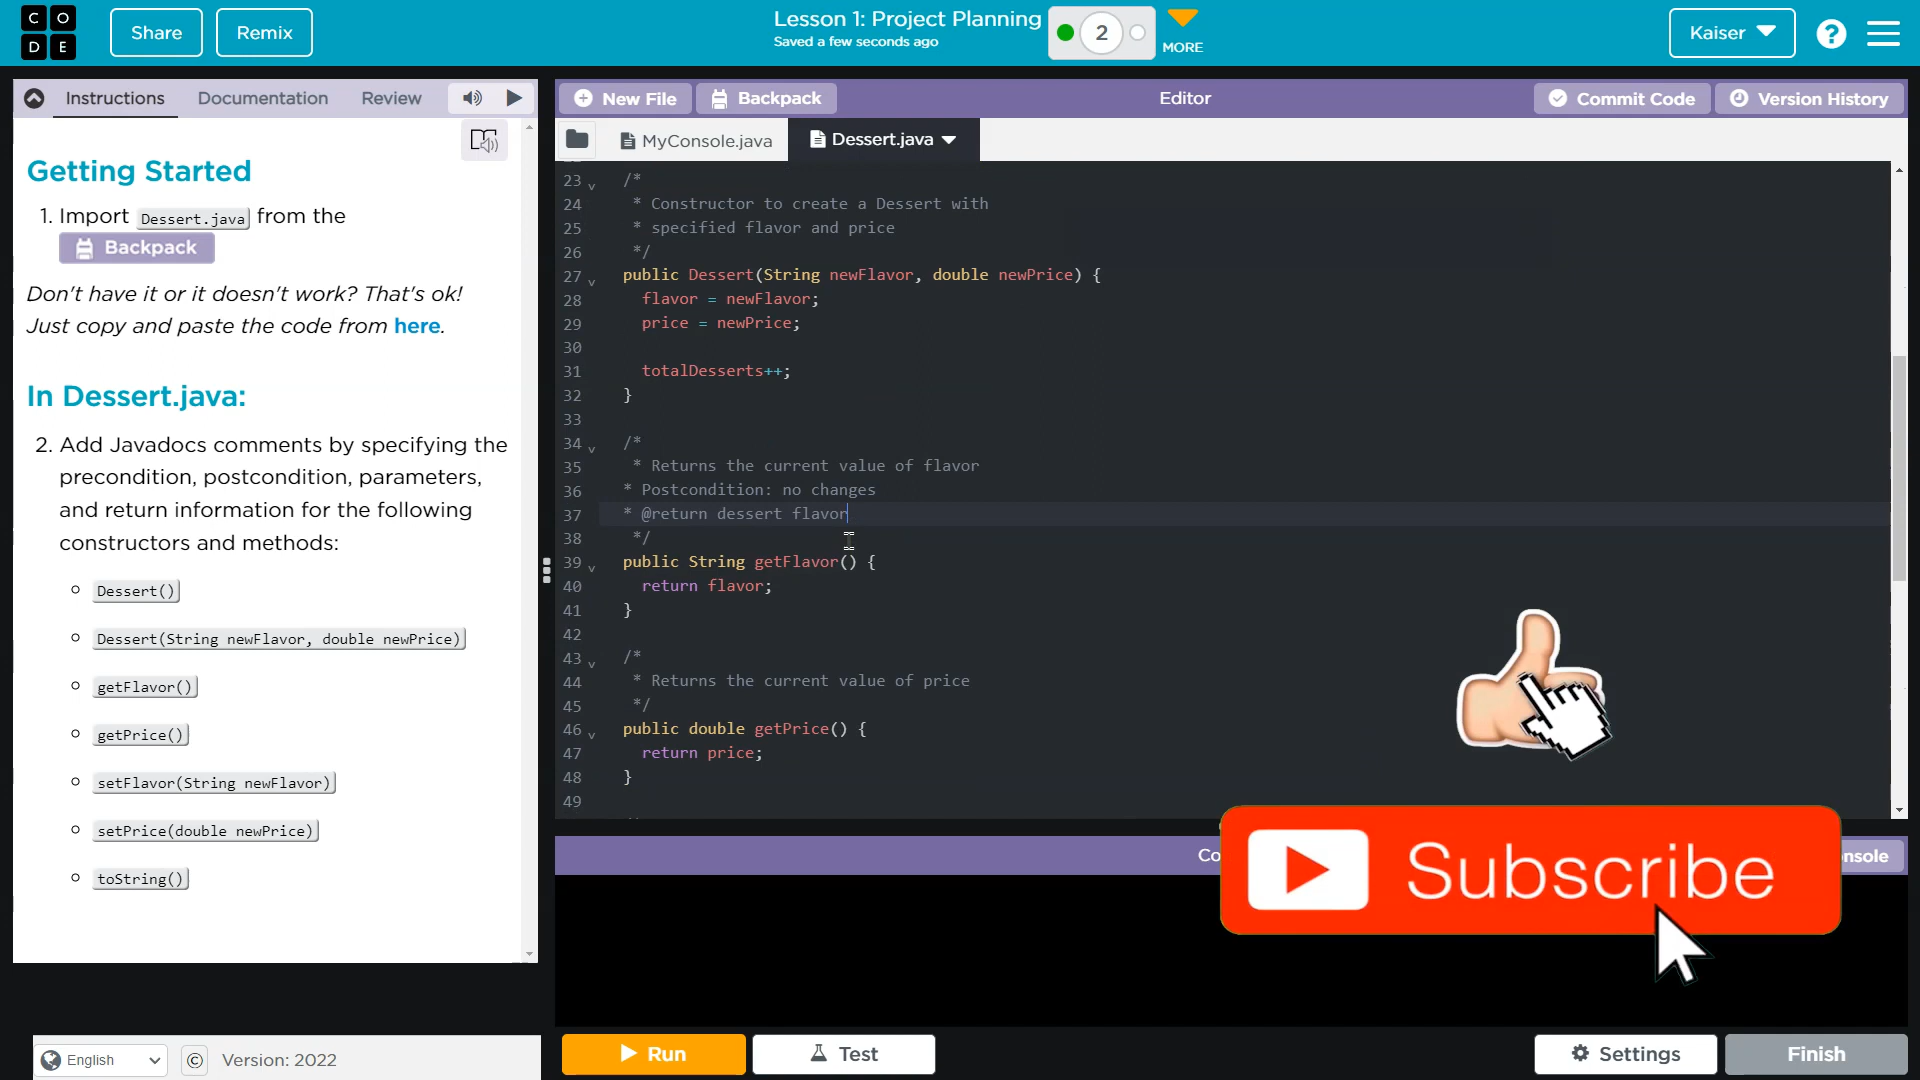 C O
D E
Share
Remix
Lesson 1: Project Planning
Saved a few seconds ago
2
MORE
Kaiser
?
Instructions
Documentation
Review
Getting Started
1. Import Dessert.java from the
Backpack
Don't have it or it doesn't work? That's ok!
Just copy and paste the code from here.
In Dessert.java:
2. Add Javadocs comments by specifying the
precondition, postcondition, parameters,
and return information for the following
constructors and methods:
Dessert()
Dessert(String newFlavor, double newPrice)
getFlavor()
getPrice()
setFlavor(String newFlavor)
setPrice(double newPrice)
toString()
English
©
Version: 2022
New File
Backpack
Editor
Commit Code
Version History
MyConsole.java
Dessert.java
23 /*
24 * Constructor to create a Dessert with
25 * specified flavor and price
26 */
27 public Dessert(String newFlavor, double newPrice) {
28 flavor = newFlavor;
29 price = newPrice;
30
31 totalDesserts++;
32 }
33
34 /*
35 * Returns the current value of flavor
36 * Postcondition: no changes
37 * @return dessert flavor
38 */
39 public String getFlavor() {
40 return flavor;
41 }
42
43 /*
44 * Returns the current value of price
45 */
46 public double getPrice() {
47 return price;
48 }
49
Subscribe
Run
Test
Settings
Finish